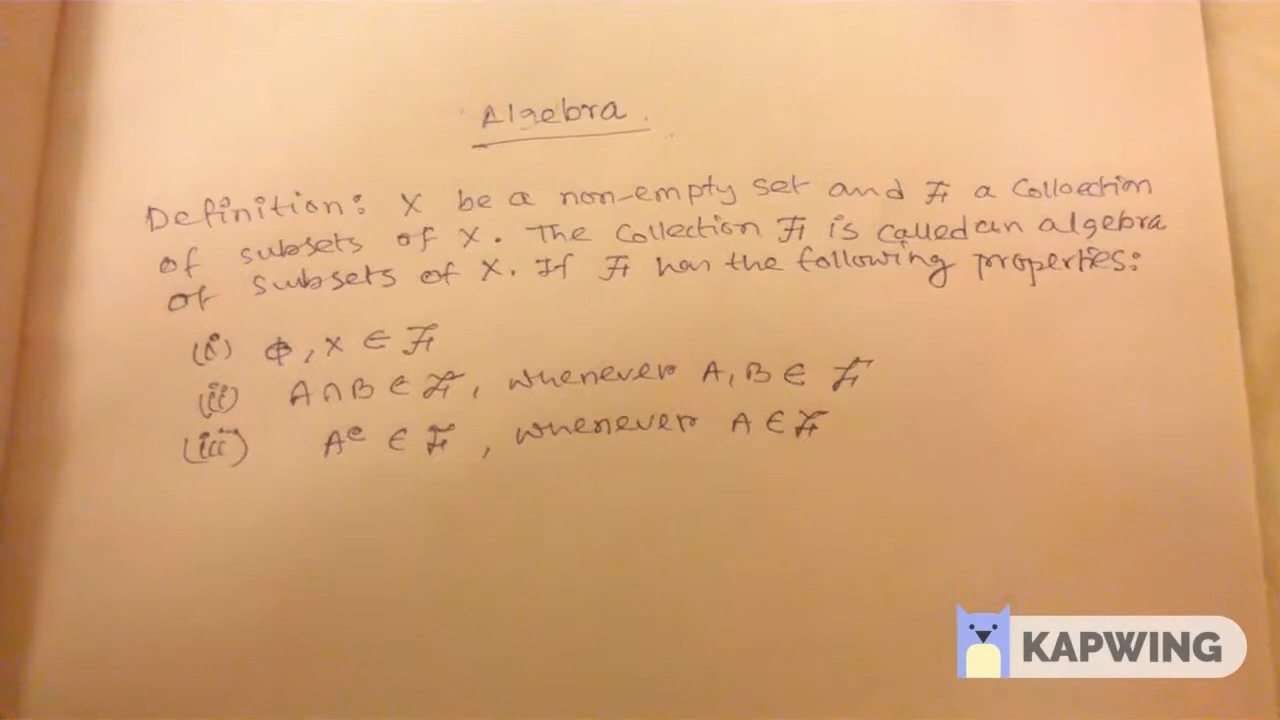 Algebra.
Definition: X be a non-empty set and ℱ a Colloection
of subsets of X. The Collection ℱ is called an algebra
of subsets of X. If ℱ has the following properties:
(i) Φ, X ∈ ℱ
(ii) A∩B ∈ ℱ, whenever A, B ∈ ℱ
(iii) Aᶜ ∈ ℱ, whenever A ∈ ℱ
KAPWING